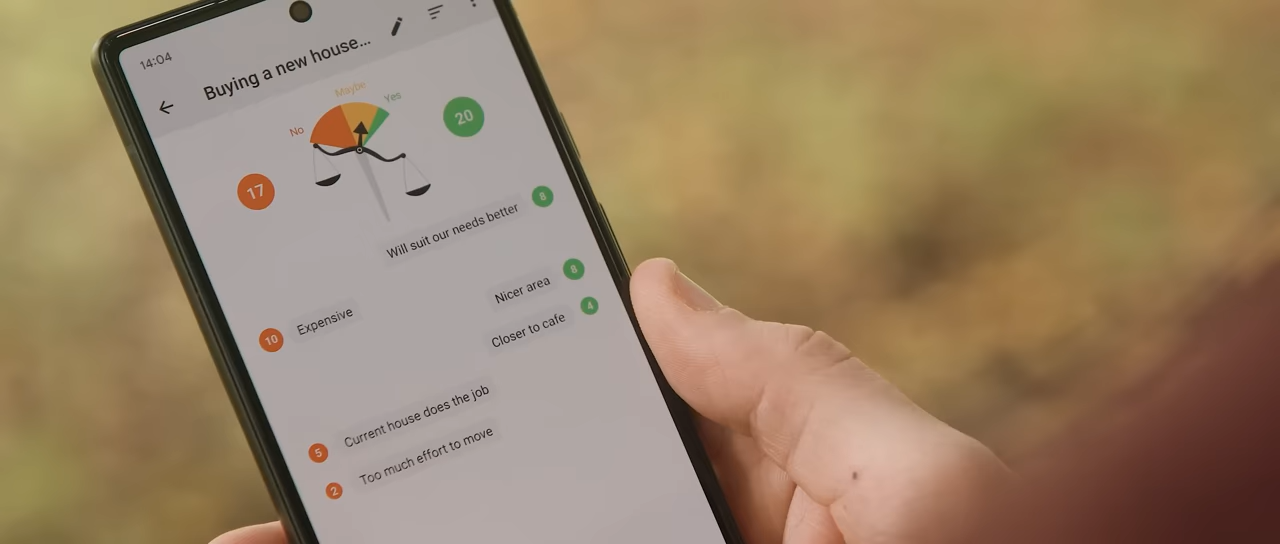 14:04
Buying a new house...
Maybe
No
Yes
20
17
Will suit our needs better
8
Nicer area
8
10
Expensive
Closer to cafe
4
5
Current house does the job
2
Too much effort to move